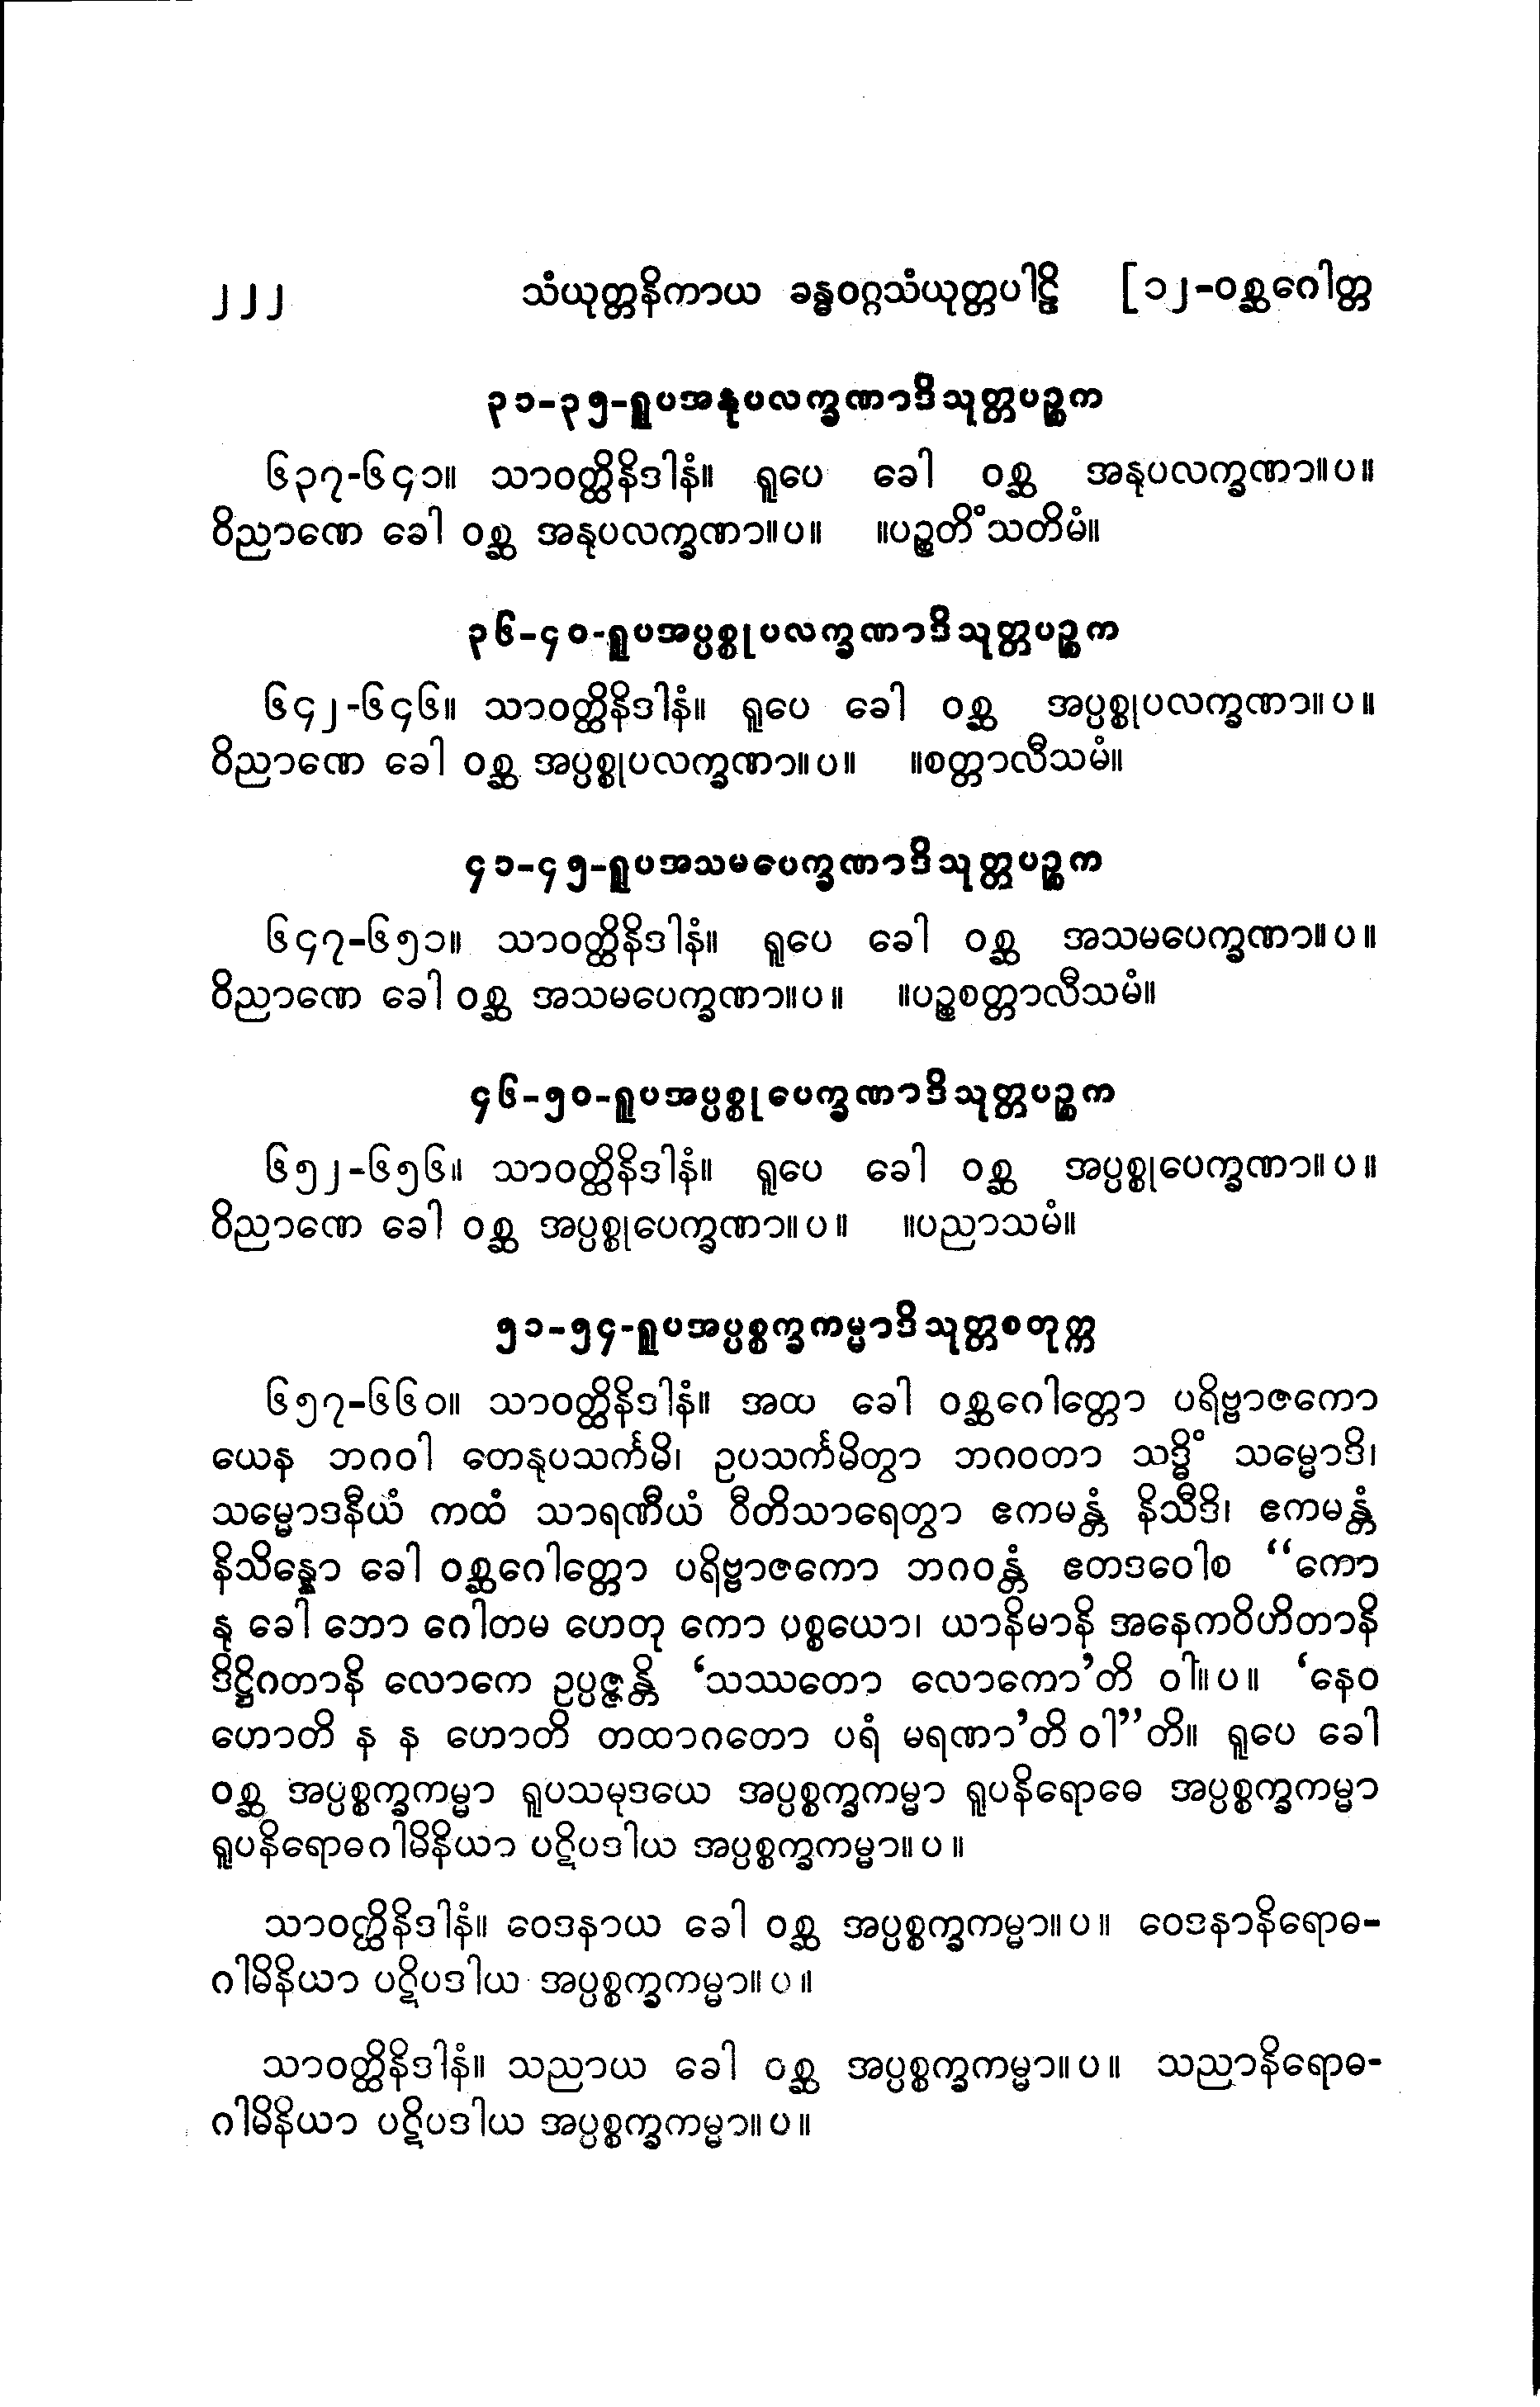 ၂၂၂ သံယုတ္တနိကာယ ခန္ဓဝဂ္ဂသံယုတ္တပါဠိ [၁၂-ဝစ္ဆဂေါတ္တ
၃၁-၃၅-ရူပအနုပလက္ခဏာဒိသုတ္တပဉ္စက
၆၃၇-၆၄၁။ သာဝတ္ထိနိဒါနံ။ ရူပေ ခေါ ဝစ္ဆ အနုပလက္ခဏာ။ပ။
ဝိညာဏေ ခေါ ဝစ္ဆ အနုပလက္ခဏာ။ပ။ ။ပဉ္စတိံသတိမံ။
၃၆-၄၀-ရူပအပ္ပစ္စုပလက္ခဏာဒိသုတ္တပဉ္စက
၆၄၂-၆၄၆။ သာဝတ္ထိနိဒါနံ။ ရူပေ ခေါ ဝစ္ဆ အပ္ပစ္စုပလက္ခဏာ။ပ။
ဝိညာဏေ ခေါ ဝစ္ဆ အပ္ပစ္စုပလက္ခဏာ။ပ။ ။စတ္တာလီသမံ။
၄၁-၄၅-ရူပအသမပေက္ခဏာဒိသုတ္တပဉ္စက
၆၄၇-၆၅၁။ သာဝတ္ထိနိဒါနံ။ ရူပေ ခေါ ဝစ္ဆ အသမပေက္ခဏာ။ပ။
ဝိညာဏေ ခေါ ဝစ္ဆ အသမပေက္ခဏာ။ပ။ ။ပဉ္စစတ္တာလီသမံ။
၄၆-၅၀-ရူပအပ္ပစ္စုပေက္ခဏာဒိသုတ္တပဉ္စက
၆၅၂-၆၅၆။ သာဝတ္ထိနိဒါနံ။ ရူပေ ခေါ ဝစ္ဆ အပ္ပစ္စုပေက္ခဏာ။ပ။
ဝိညာဏေ ခေါ ဝစ္ဆ အပ္ပစ္စုပေက္ခဏာ။ပ။ ။ပညာသမံ။
၅၁-၅၄-ရူပအပ္ပစ္စက္ခကမ္မာဒိသုတ္တစတုက္က
၆၅၇-၆၆၀။ သာဝတ္ထိနိဒါနံ။ အထ ခေါ ဝစ္ဆဂေါတ္တော ပရိဗ္ဗာဇကော
ယေန ဘဂဝါ တေနုပသင်္ကမိ၊ ဥပသင်္ကမိတွာ ဘဂဝတာ သဒ္ဓိံ သမ္မောဒိ၊
သမ္မောဒနီယံ ကထံ သာရဏီယံ ဝီတိသာရေတွာ ဧကမန္တံ နိသီဒိ၊ ဧကမန္တံ
နိသိန္နော ခေါ ဝစ္ဆဂေါတ္တော ပရိဗ္ဗာဇကော ဘဂဝန္တံ ဧတဒဝေါစ “ကော
နု ခေါ ဘော ဂေါတမ ဟေတု ကော ပစ္စယော၊ ယာနိမာနိ အနေကဝိဟိတာနိ
ဒိဋ္ဌိဂတာနိ လောကေ ဥပ္ပဇ္ဇန္တိ ‘သဿတော လောကော’တိ ဝါ။ပ။ ‘နေဝ
ဟောတိ န န ဟောတိ တထာဂတော ပရံ မရဏာ’တိ ဝါ”တိ။ ရူပေ ခေါ
ဝစ္ဆ အပ္ပစ္စက္ခကမ္မာ ရူပသမုဒယေ အပ္ပစ္စက္ခကမ္မာ ရူပနိရောဓေ အပ္ပစ္စက္ခကမ္မာ
ရူပနိရောဓဂါမိနိယာ ပဋိပဒါယ အပ္ပစ္စက္ခကမ္မာ။ပ။
သာဝတ္ထိနိဒါနံ။ ဝေဒနာယ ခေါ ဝစ္ဆ အပ္ပစ္စက္ခကမ္မာ။ပ။ ဝေဒနာနိရောဓ-
ဂါမိနိယာ ပဋိပဒါယ အပ္ပစ္စက္ခကမ္မာ။ပ။
သာဝတ္ထိနိဒါနံ။ သညာယ ခေါ ဝစ္ဆ အပ္ပစ္စက္ခကမ္မာ။ပ။ သညာနိရောဓ-
ဂါမိနိယာ ပဋိပဒါယ အပ္ပစ္စက္ခကမ္မာ။ပ။